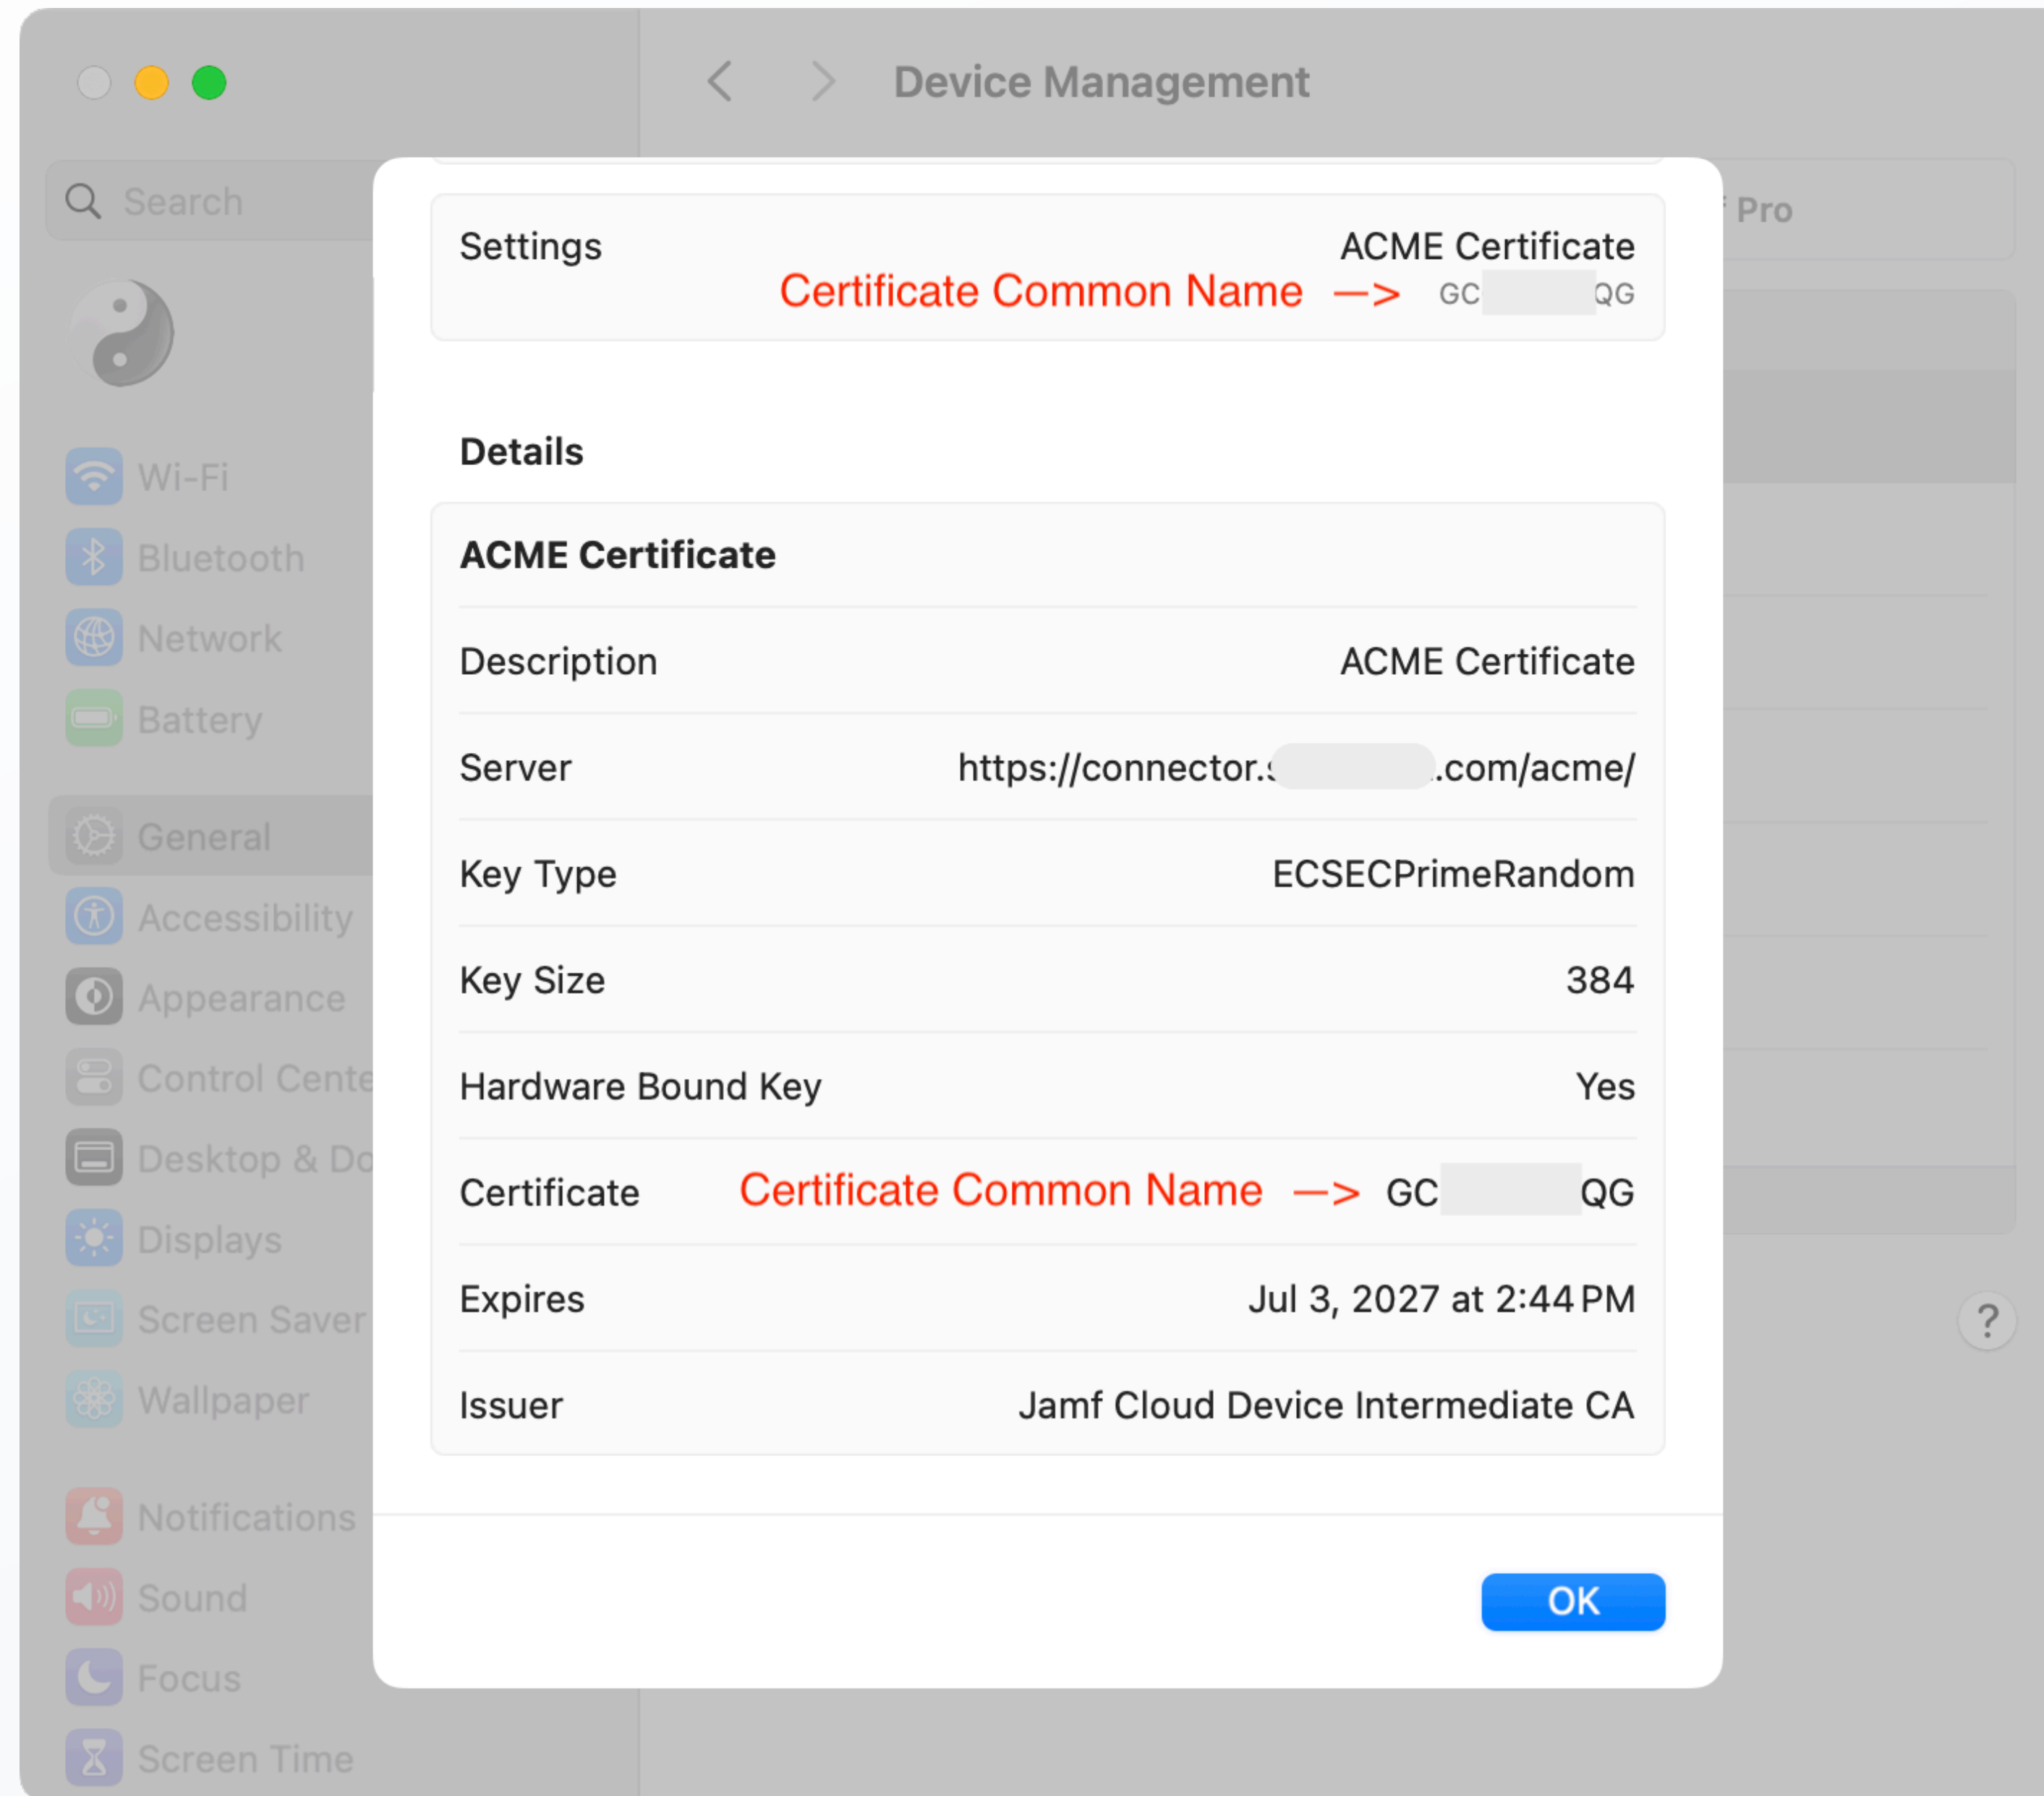 Device Management
Search
Pro
Settings
ACME Certificate
Certificate Common Name —> GC QG
Wi-Fi
Bluetooth
Network
Battery
General
Accessibility
Appearance
Control Cente
Desktop & Do
Displays
Screen Saver
Wallpaper
Notifications
Sound
Focus
Screen Time
Details
ACME Certificate
Description ACME Certificate
Server https://connector.s .com/acme/
Key Type ECSECPrimeRandom
Key Size 384
Hardware Bound Key Yes
Certificate Certificate Common Name —> GC QG
Expires Jul 3, 2027 at 2:44 PM
Issuer Jamf Cloud Device Intermediate CA
?
OK